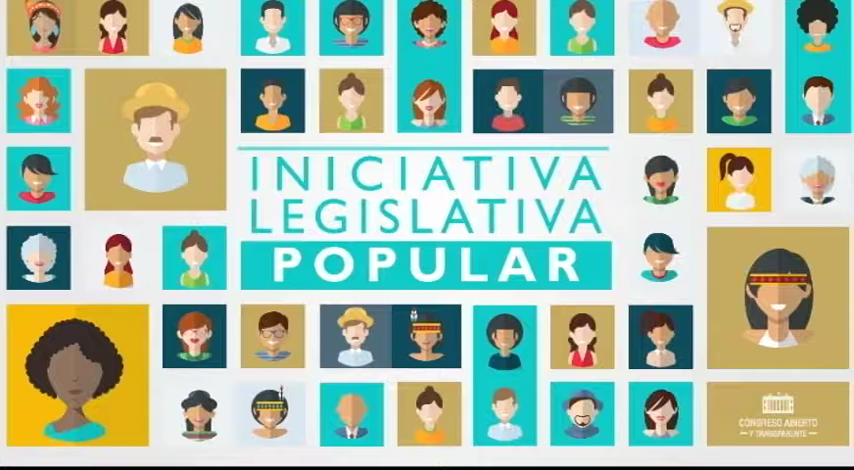 INICIATIVA
LEGISLATIVA
POPULAR
CONGRESO ABIERTO
Y TRANSPARENTE